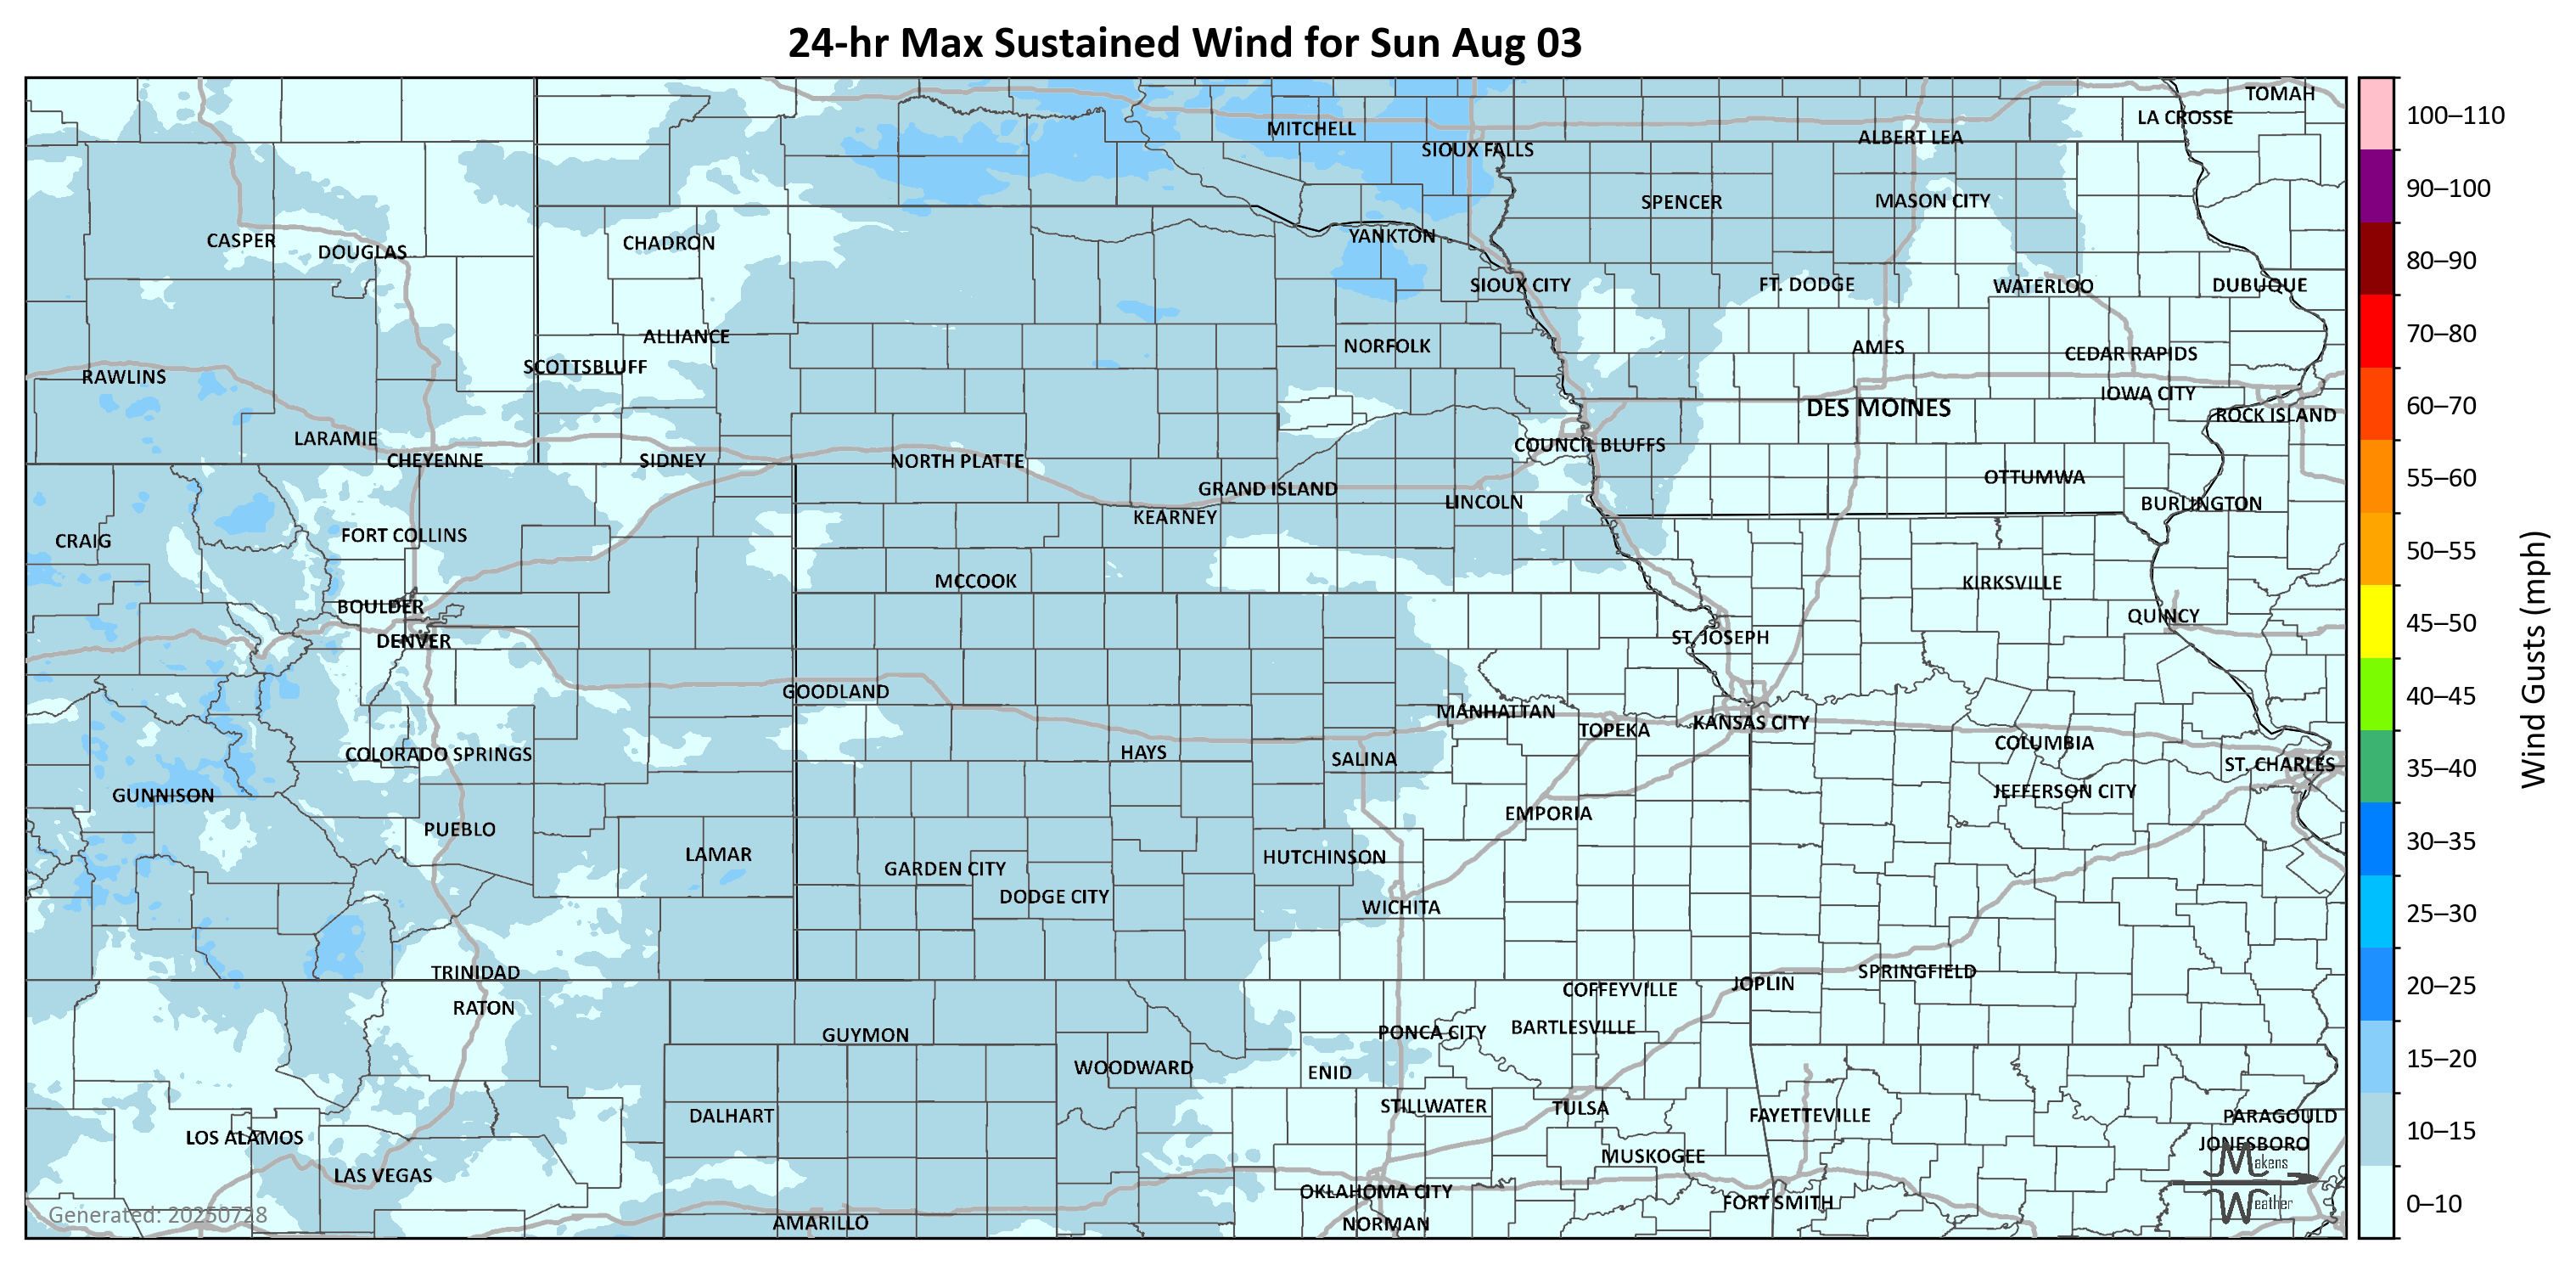 24-hr Max Sustained Wind for Sun Aug 03
TOMAH
LA CROSSE
MITCHELL
ALBERT LEA
SIOUX FALLS
SPENCER
MASON CITY
CASPER
DOUGLAS
CHADRON
YANKTON
SIOUX CITY
FT. DODGE
WATERLOO
DUBUQUE
ALLIANCE
NORFOLK
AMES
CEDAR RAPIDS
SCOTTSBLUFF
RAWLINS
IOWA CITY
DES MOINES
ROCK ISLAND
LARAMIE
COUNCIL BLUFFS
CHEYENNE
SIDNEY
NORTH PLATTE
OTTUMWA
GRAND ISLAND
LINCOLN
BURLINGTON
KEARNEY
FORT COLLINS
CRAIG
MCCOOK
KIRKSVILLE
BOULDER
QUINCY
DENVER
ST. JOSEPH
GOODLAND
MANHATTAN
TOPEKA
KANSAS CITY
COLORADO SPRINGS
HAYS
SALINA
COLUMBIA
ST. CHARLES
GUNNISON
JEFFERSON CITY
EMPORIA
PUEBLO
LAMAR
HUTCHINSON
GARDEN CITY
DODGE CITY
WICHITA
TRINIDAD
SPRINGFIELD
JOPLIN
COFFEYVILLE
RATON
GUYMON
PONCA CITY
BARTLESVILLE
WOODWARD
ENID
DALHART
STILLWATER
TULSA
FAYETTEVILLE
PARAGOULD
LOS ALAMOS
JONESBORO
MUSKOGEE
LAS VEGAS
OKLAHOMA CITY
FORT SMITH
AMARILLO
NORMAN
Generated: 20250728
Makens
Weather
100–110
90–100
80–90
70–80
60–70
55–60
50–55
45–50
40–45
35–40
30–35
25–30
20–25
15–20
10–15
0–10
Wind Gusts (mph)